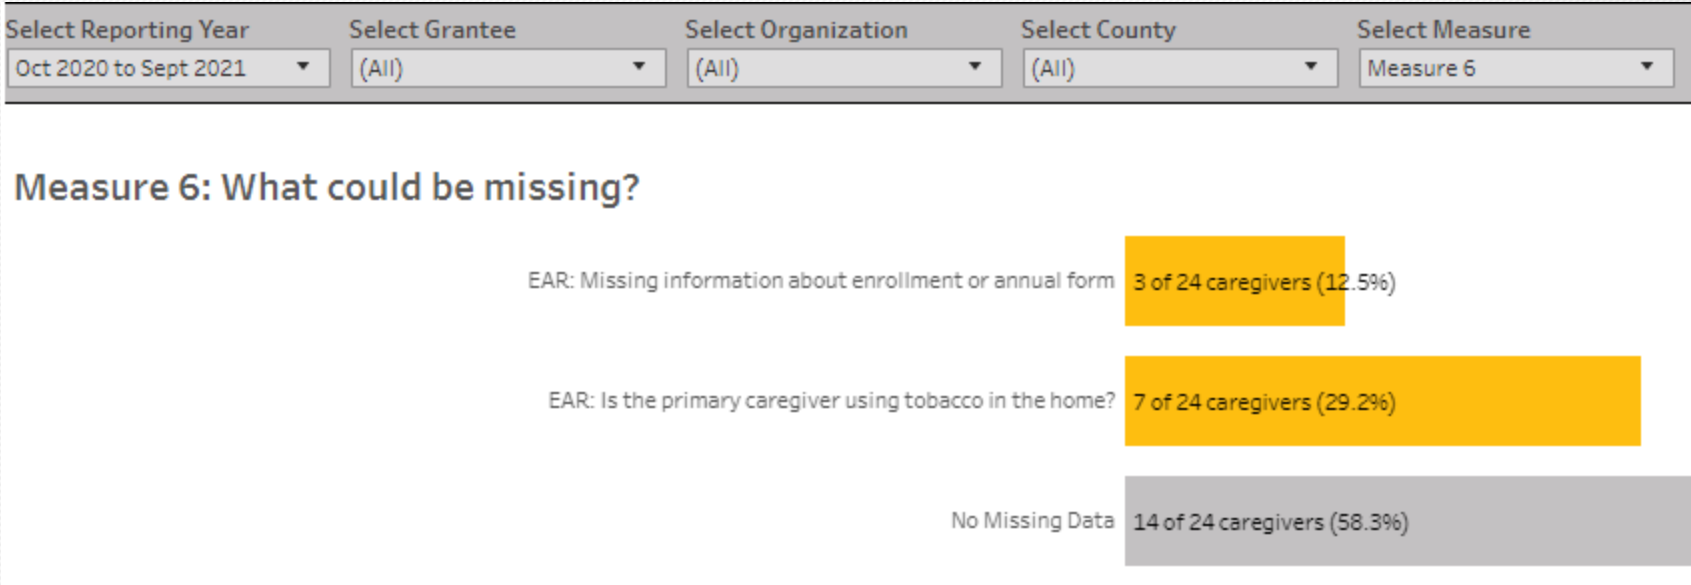 Select Reporting Year Select Grantee Select Organization Select County Select Measure
Oct 2020 to Sept 2021 (All) (All) (All) Measure 6
Measure 6: What could be missing?
EAR: Missing information about enrollment or annual form 3 of 24 caregivers (12.5%)
EAR: Is the primary caregiver using tobacco in the home? 7 of 24 caregivers (29.2%)
No Missing Data 14 of 24 caregivers (58.3%)